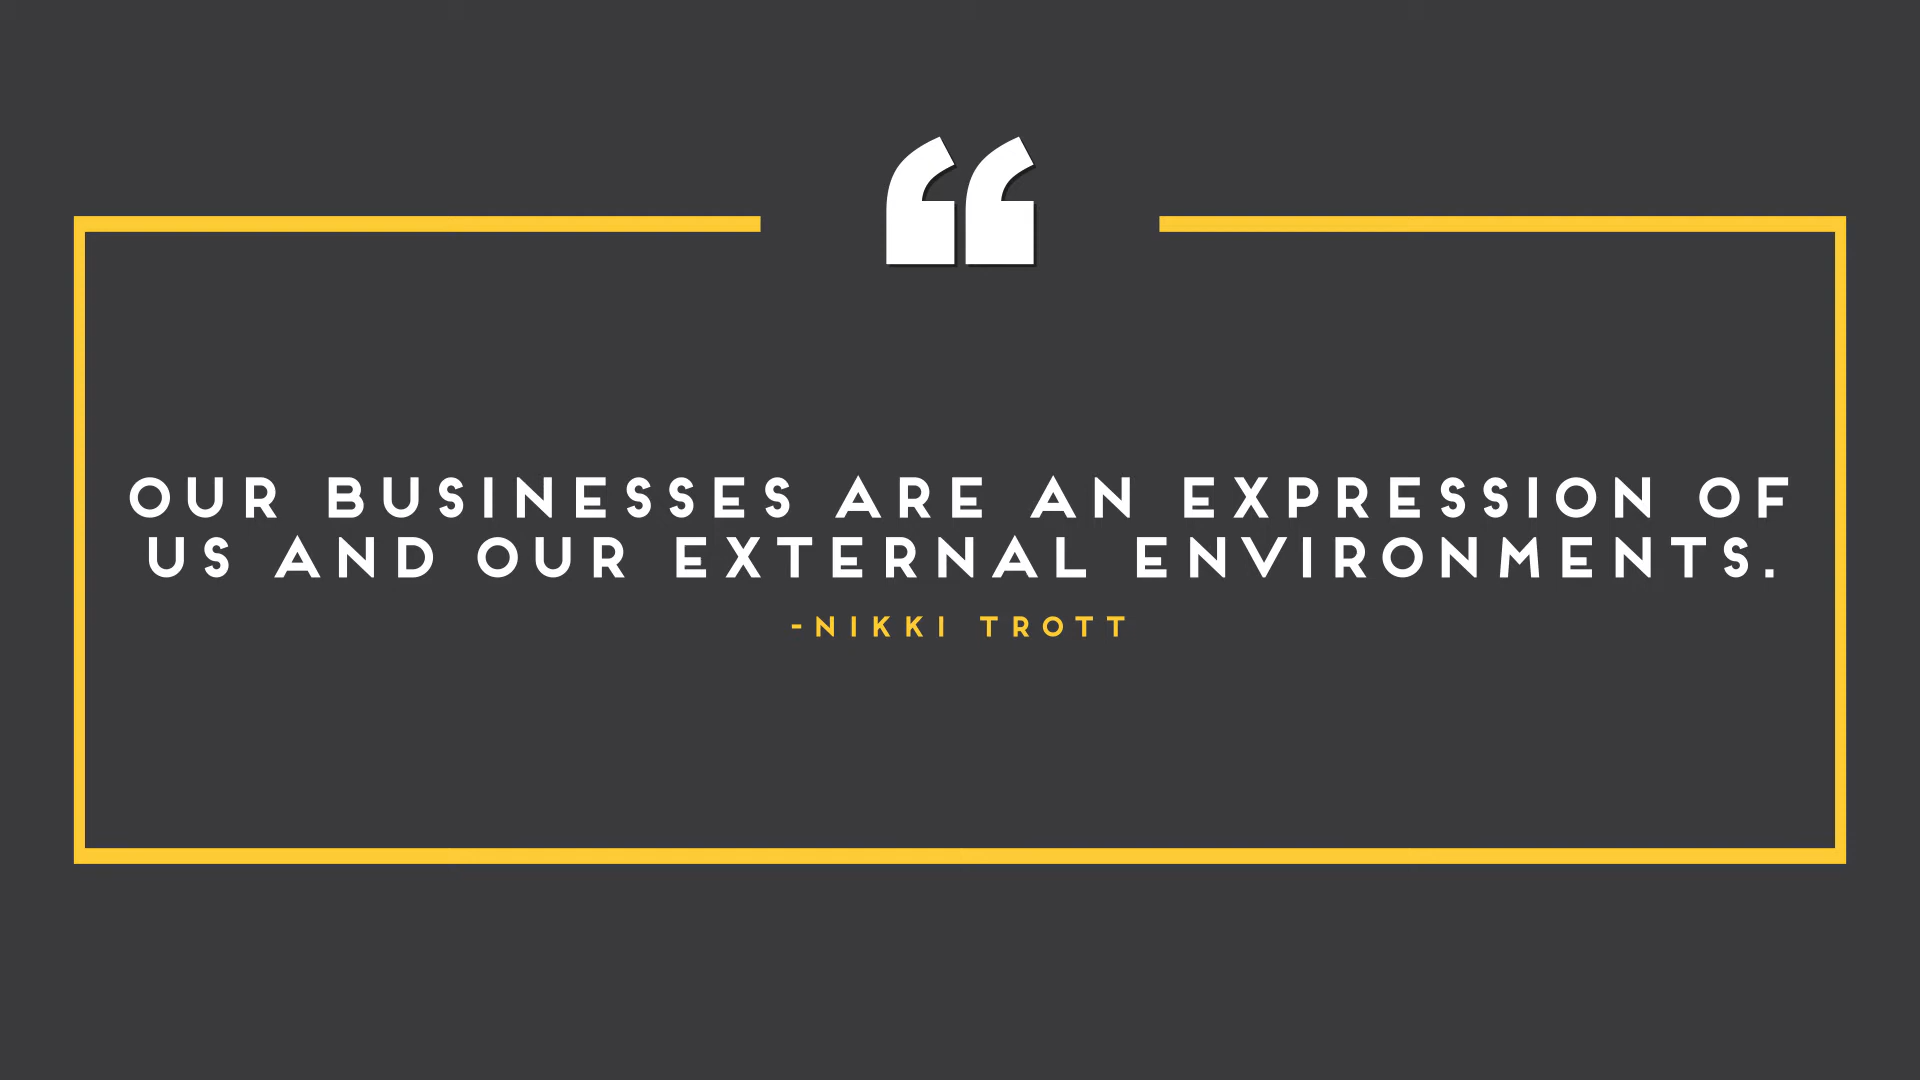 “
OUR BUSINESSES ARE AN EXPRESSION OF
US AND OUR EXTERNAL ENVIRONMENTS.
-NIKKI TROTT